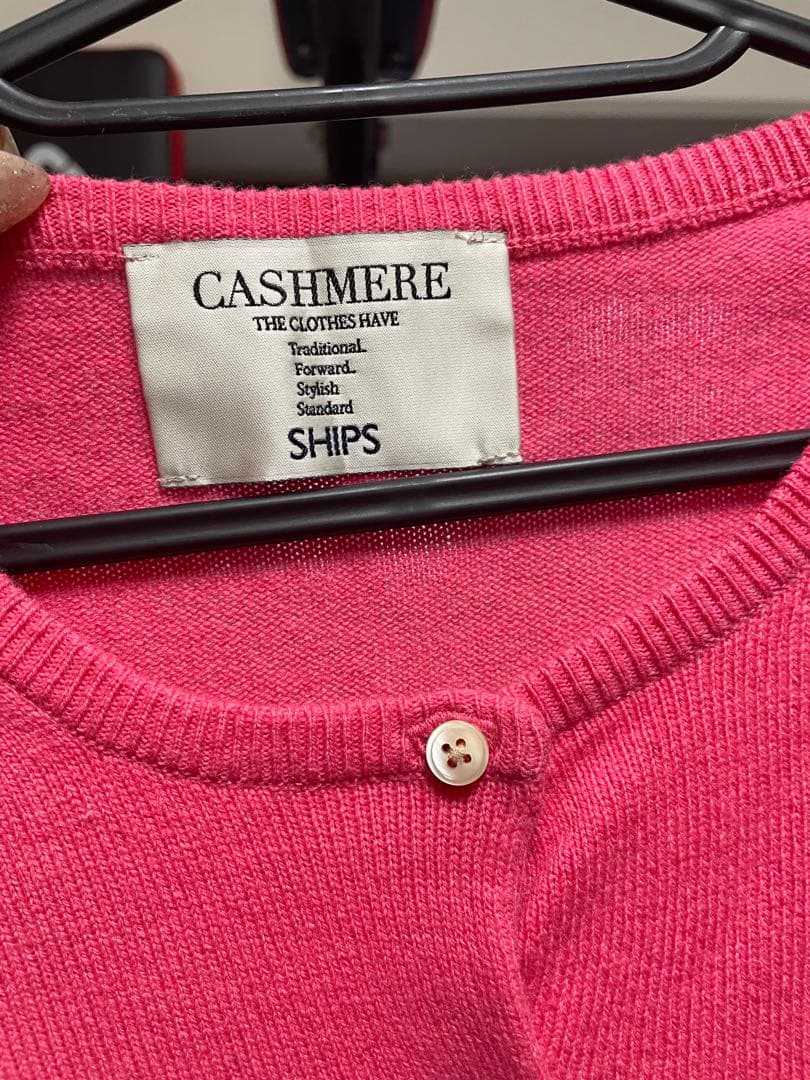 CASHMERE
THE CLOTHES HAVE
Traditional.
Forward.
Stylish
Standard
SHIPS